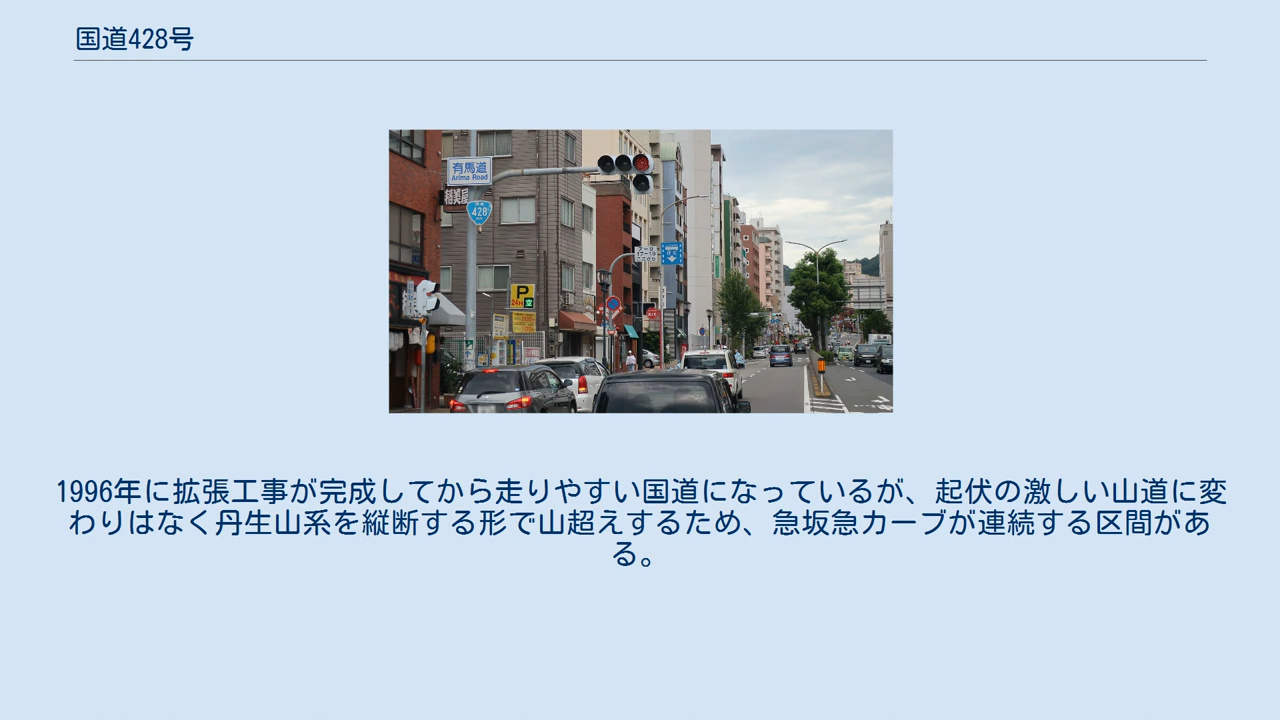 国道428号
有馬道
Arima Road
428
P
24H
空
1996年に拡張工事が完成してから走りやすい国道になっているが、起伏の激しい山道に変
わりはなく丹生山系を縦断する形で山超えするため、急坂急カーブが連続する区間があ
る。